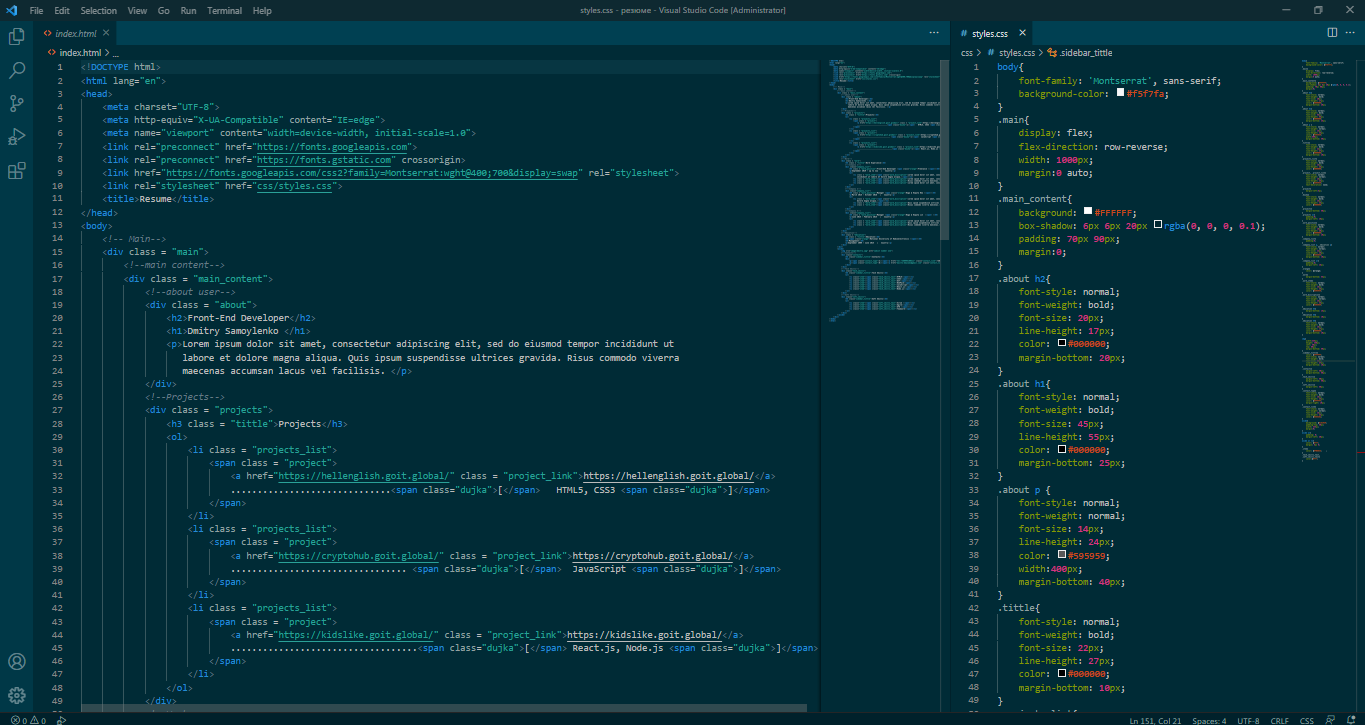 File Edit Selection View Go Run Terminal Help
styles.css - резюме - Visual Studio Code [Administrator]
index.html
index.html > ...
1 <!DOCTYPE html>
2 <html lang="en">
3 <head>
4 <meta charset="UTF-8">
5 <meta http-equiv="X-UA-Compatible" content="IE=edge">
6 <meta name="viewport" content="width=device-width, initial-scale=1.0">
7 <link rel="preconnect" href="https://fonts.googleapis.com">
8 <link rel="preconnect" href="https://fonts.gstatic.com" crossorigin>
9 <link href="https://fonts.googleapis.com/css2?family=Montserrat:wght@400;700&display=swap" rel="stylesheet">
10 <link rel="stylesheet" href="css/styles.css">
11 <title>Resume</title>
12 </head>
13 <body>
14 <!-- Main-->
15 <div class = "main">
16 <!--main content-->
17 <div class = "main_content">
18 <!--about user-->
19 <div class = "about">
20 <h2>Front-End Developer</h2>
21 <h1>Dmitry Samoylenko </h1>
22 <p>Lorem ipsum dolor sit amet, consectetur adipiscing elit, sed do eiusmod tempor incididunt ut
23 labore et dolore magna aliqua. Quis ipsum suspendisse ultrices gravida. Risus commodo viverra
24 maecenas accumsan lacus vel facilisis. </p>
25 </div>
26 <!--Projects-->
27 <div class = "projects">
28 <h3 class = "tittle">Projects</h3>
29 <ol>
30 <li class = "projects_list">
31 <span class = "project">
32 <a href="https://hellenglish.goit.global/" class = "project_link">https://hellenglish.goit.global/</a>
33 ..............................<span class="dujka">[</span> HTML5, CSS3 <span class="dujka">]</span>
34 </span>
35 </li>
36 <li class = "projects_list">
37 <span class = "project">
38 <a href="https://cryptohub.goit.global/" class = "project_link">https://cryptohub.goit.global/</a>
39 ................................. <span class="dujka">[</span> JavaScript <span class="dujka">]</span>
40 </span>
41 </li>
42 <li class = "projects_list">
43 <span class = "project">
44 <a href="https://kidslike.goit.global/" class = "project_link">https://kidslike.goit.global/</a>
45 ...................................<span class="dujka">[</span> React.js, Node.js <span class="dujka">]</span>
46 </span>
47 </li>
48 </ol>
49 </div>
styles.css
css > # styles.css > .sidebar_tittle
1 body{
2 font-family: 'Montserrat', sans-serif;
3 background-color: #f5f7fa;
4 }
5 .main{
6 display: flex;
7 flex-direction: row-reverse;
8 width: 1000px;
9 margin:0 auto;
10 }
11 .main_content{
12 background: #FFFFFF;
13 box-shadow: 6px 6px 20px rgba(0, 0, 0, 0.1);
14 padding: 70px 90px;
15 margin:0;
16 }
17 .about h2{
18 font-style: normal;
19 font-weight: bold;
20 font-size: 20px;
21 line-height: 17px;
22 color: #000000;
23 margin-bottom: 20px;
24 }
25 .about h1{
26 font-style: normal;
27 font-weight: bold;
28 font-size: 45px;
29 line-height: 55px;
30 color: #000000;
31 margin-bottom: 25px;
32 }
33 .about p {
34 font-style: normal;
35 font-weight: normal;
36 font-size: 14px;
37 line-height: 24px;
38 color: #595959;
39 width:400px;
40 margin-bottom: 40px;
41 }
42 .tittle{
43 font-style: normal;
44 font-weight: bold;
45 font-size: 22px;
46 line-height: 27px;
47 color: #000000;
48 margin-bottom: 10px;
49 }
0 0
Ln 151, Col 21 Spaces: 4 UTF-8 CRLF CSS